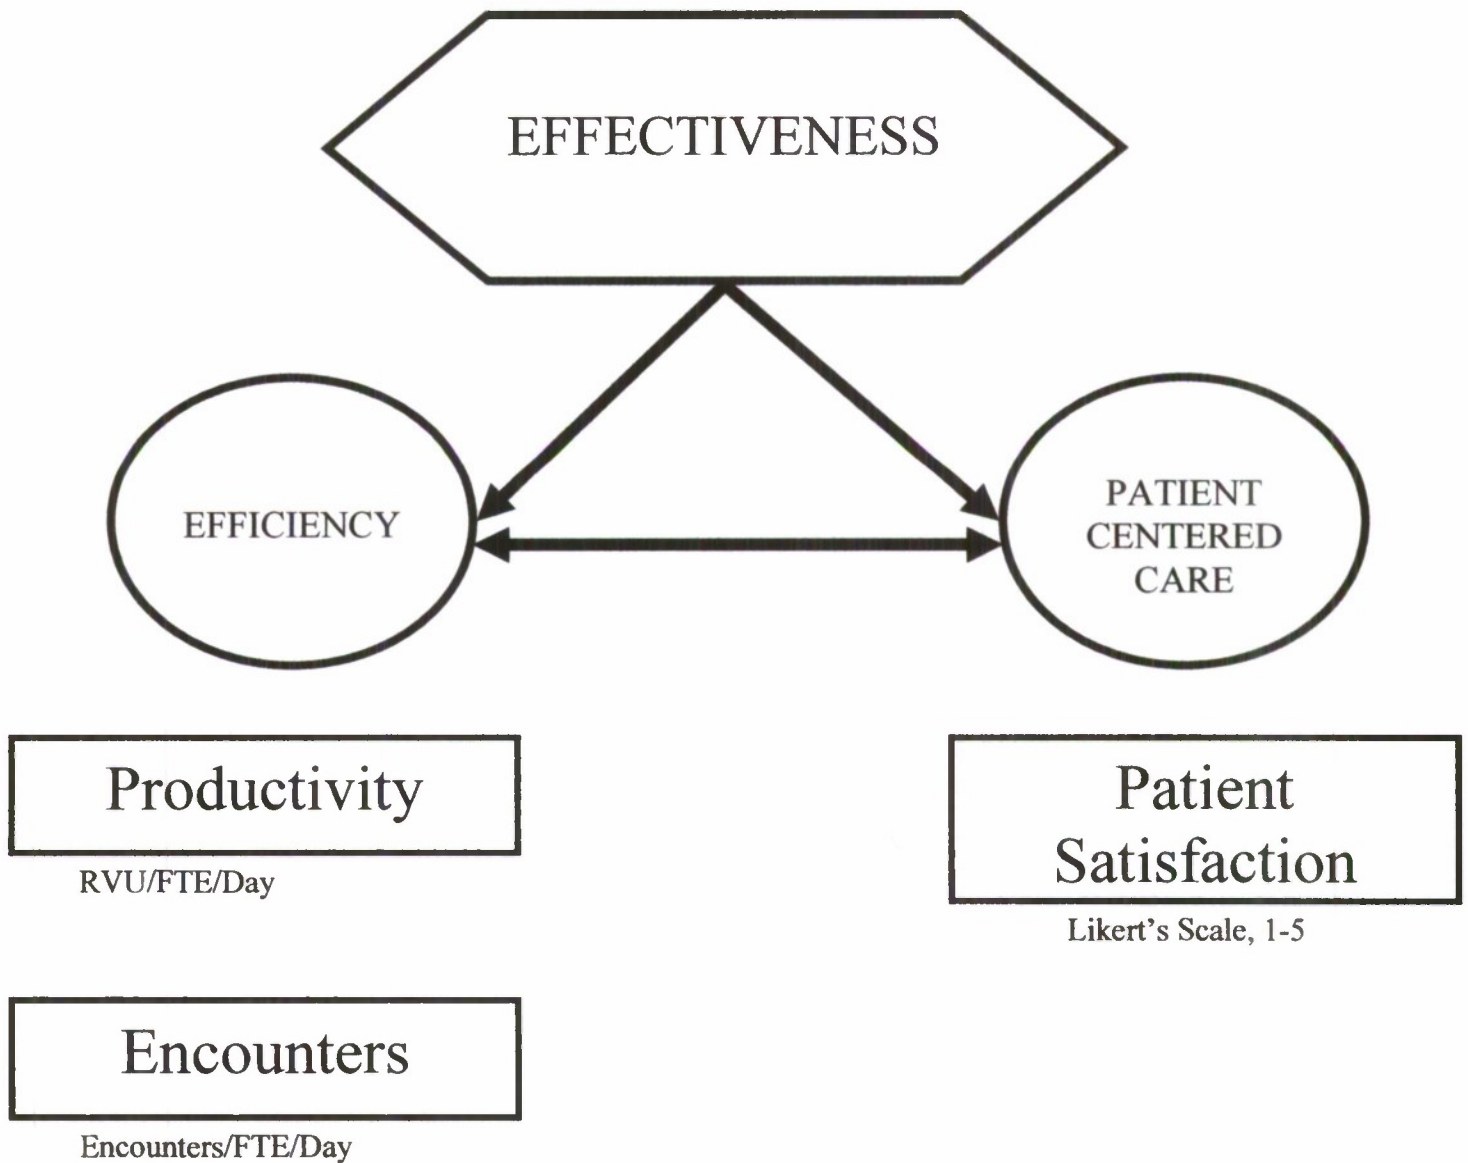 EFFECTIVENESS
EFFICIENCY
PATIENT
CENTERED
CARE
Productivity
RVU/FTE/Day
Patient
Satisfaction
Likert's Scale, 1-5
Encounters
Encounters/FTE/Day